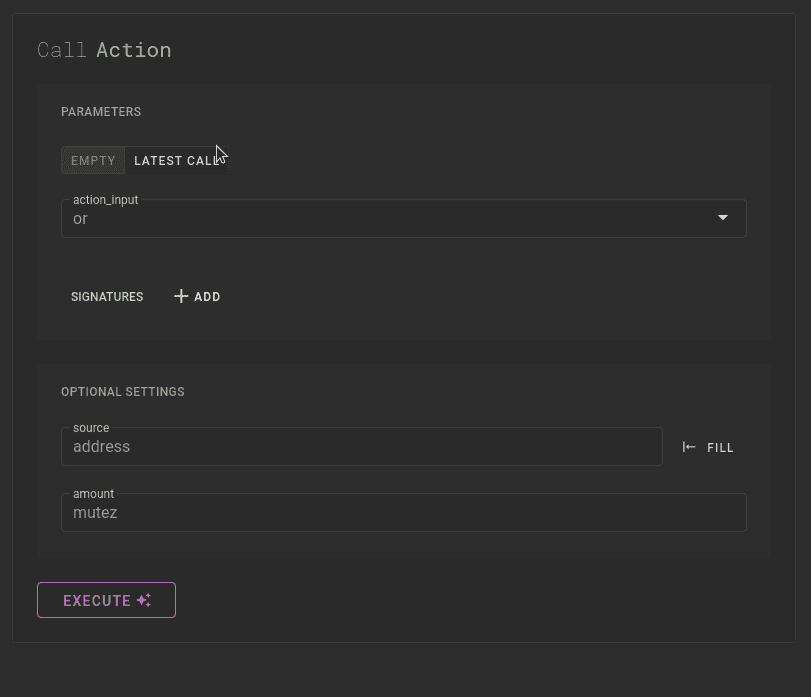 Call Action
PARAMETERS
EMPTY LATEST CALL
action_input
or
SIGNATURES + ADD
OPTIONAL SETTINGS
source
address
FILL
amount
mutez
EXECUTE